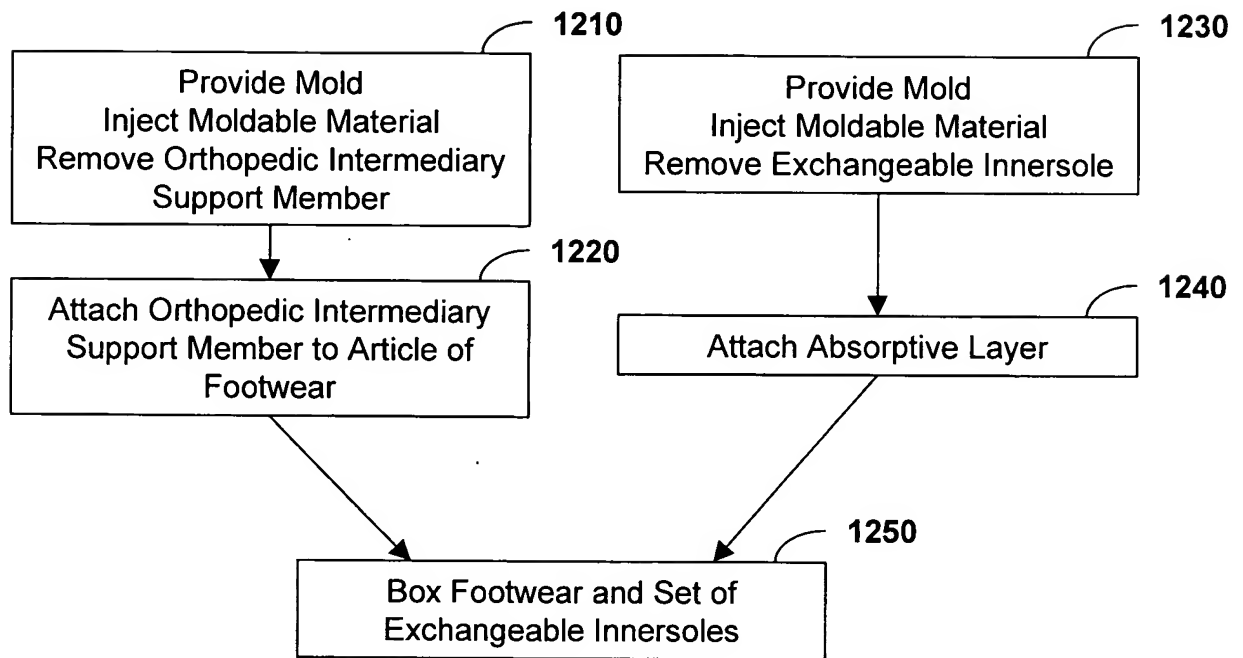 1210
Provide Mold
Inject Moldable Material
Remove Orthopedic Intermediary
Support Member
1220
Attach Orthopedic Intermediary
Support Member to Article of
Footwear
1230
Provide Mold
Inject Moldable Material
Remove Exchangeable Innersole
1240
Attach Absorptive Layer
1250
Box Footwear and Set of
Exchangeable Innersoles